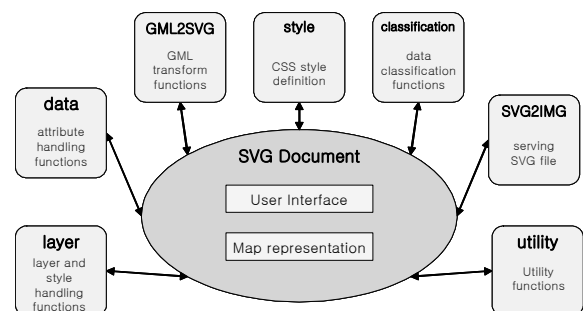 GML2SVG
GML
transform
functions
style
CSS style
definition
classification
data
classification
functions
data
attribute
handling
functions
SVG2IMG
serving
SVG file
SVG Document
User Interface
Map representation
layer
layer and
style
handling
functions
utility
Utility
functions